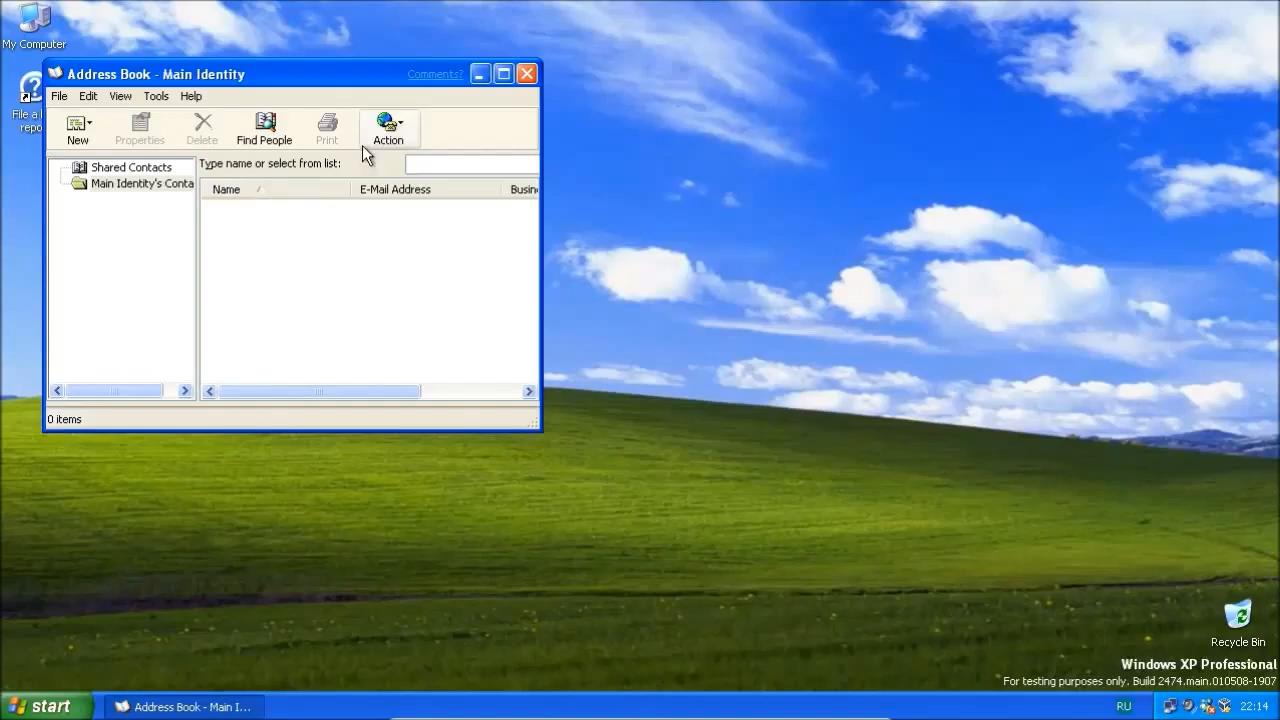 My Computer
File a
repo
Address Book - Main Identity
Comments?
File Edit View Tools Help
New Properties Delete Find People Print Action
Shared Contacts
Main Identity's Conta
Type name or select from list:
Name E-Mail Address Busin
0 items
Recycle Bin
Windows XP Professional
For testing purposes only. Build 2474.main.010508-1907
start
Address Book - Main I...
RU
22:14